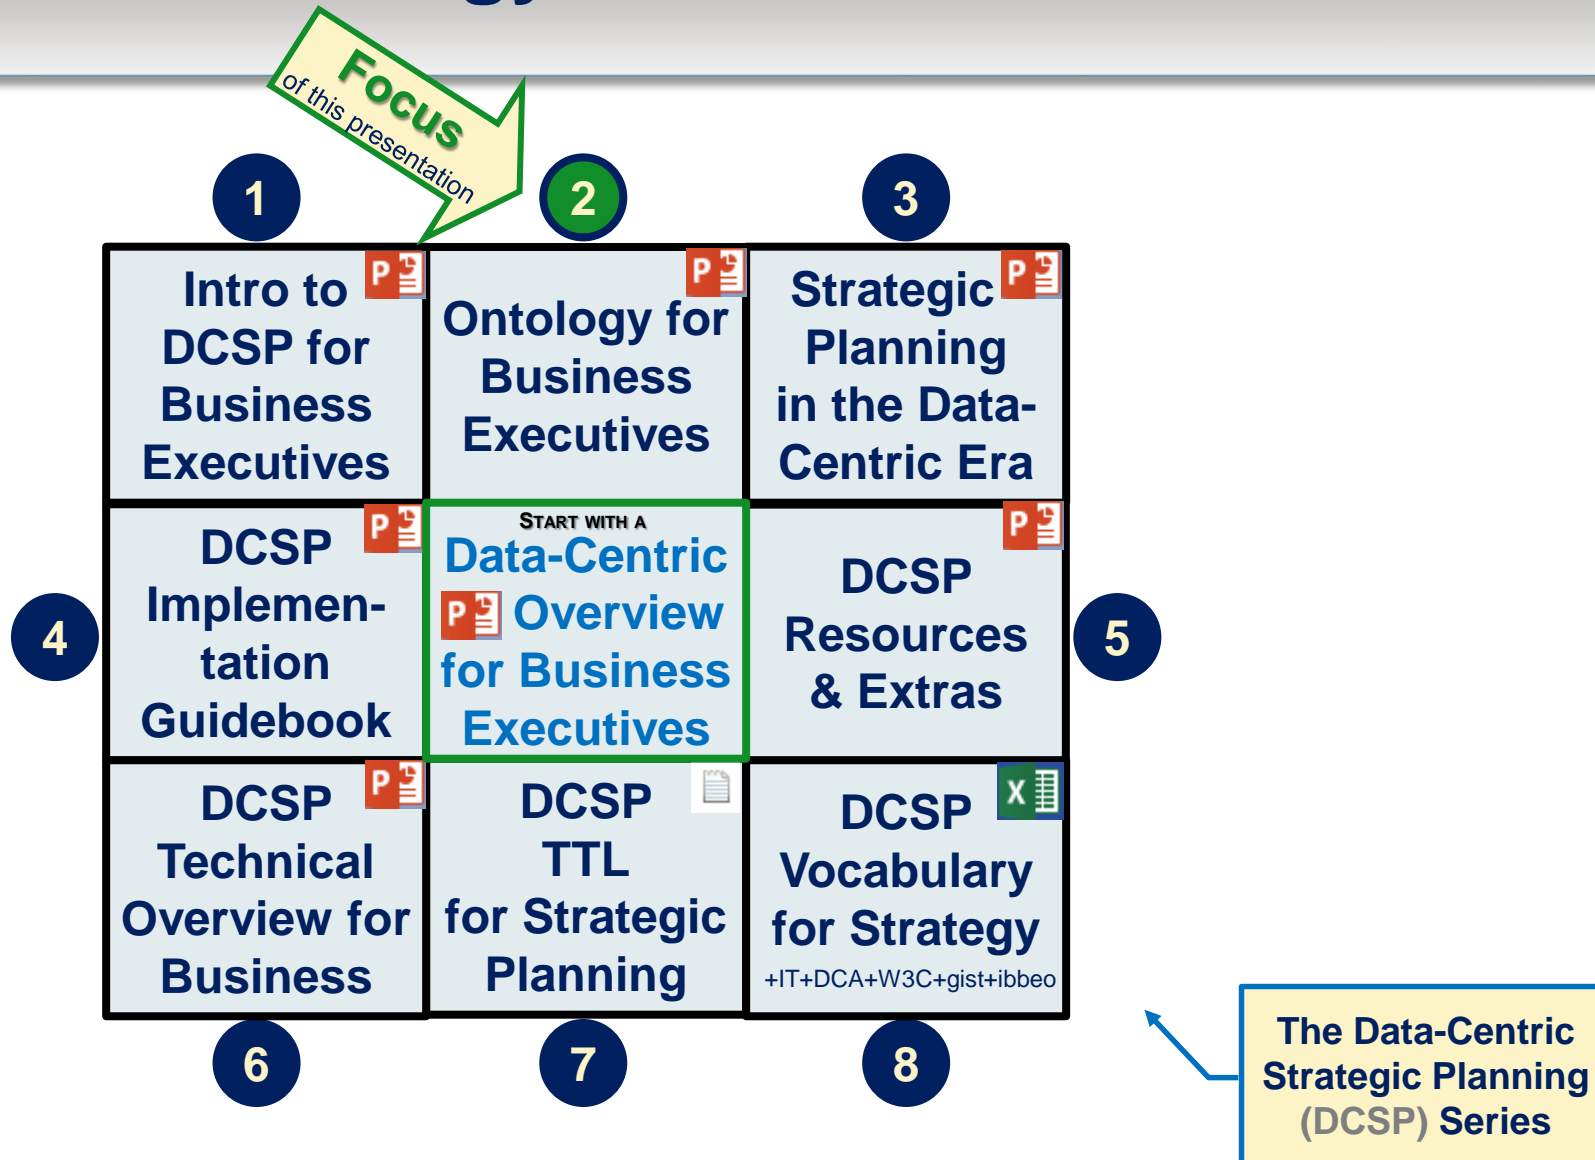 Focus
of this presentation
1
2
3
Intro to
DCSP for
Business
Executives
P
Ontology for
Business
Executives
P
Strategic
Planning
in the Data-
Centric Era
P
4
DCSP
Implemen-
tation
Guidebook
P
START WITH A
Data-Centric
P Overview
for Business
Executives
DCSP
Resources
& Extras
P
5
DCSP
Technical
Overview for
Business
P
DCSP
TTL
for Strategic
Planning
DCSP
Vocabulary
for Strategy
+IT+DCA+W3C+gist+ibbeo
X
6
7
8
The Data-Centric
Strategic Planning
(DCSP) Series